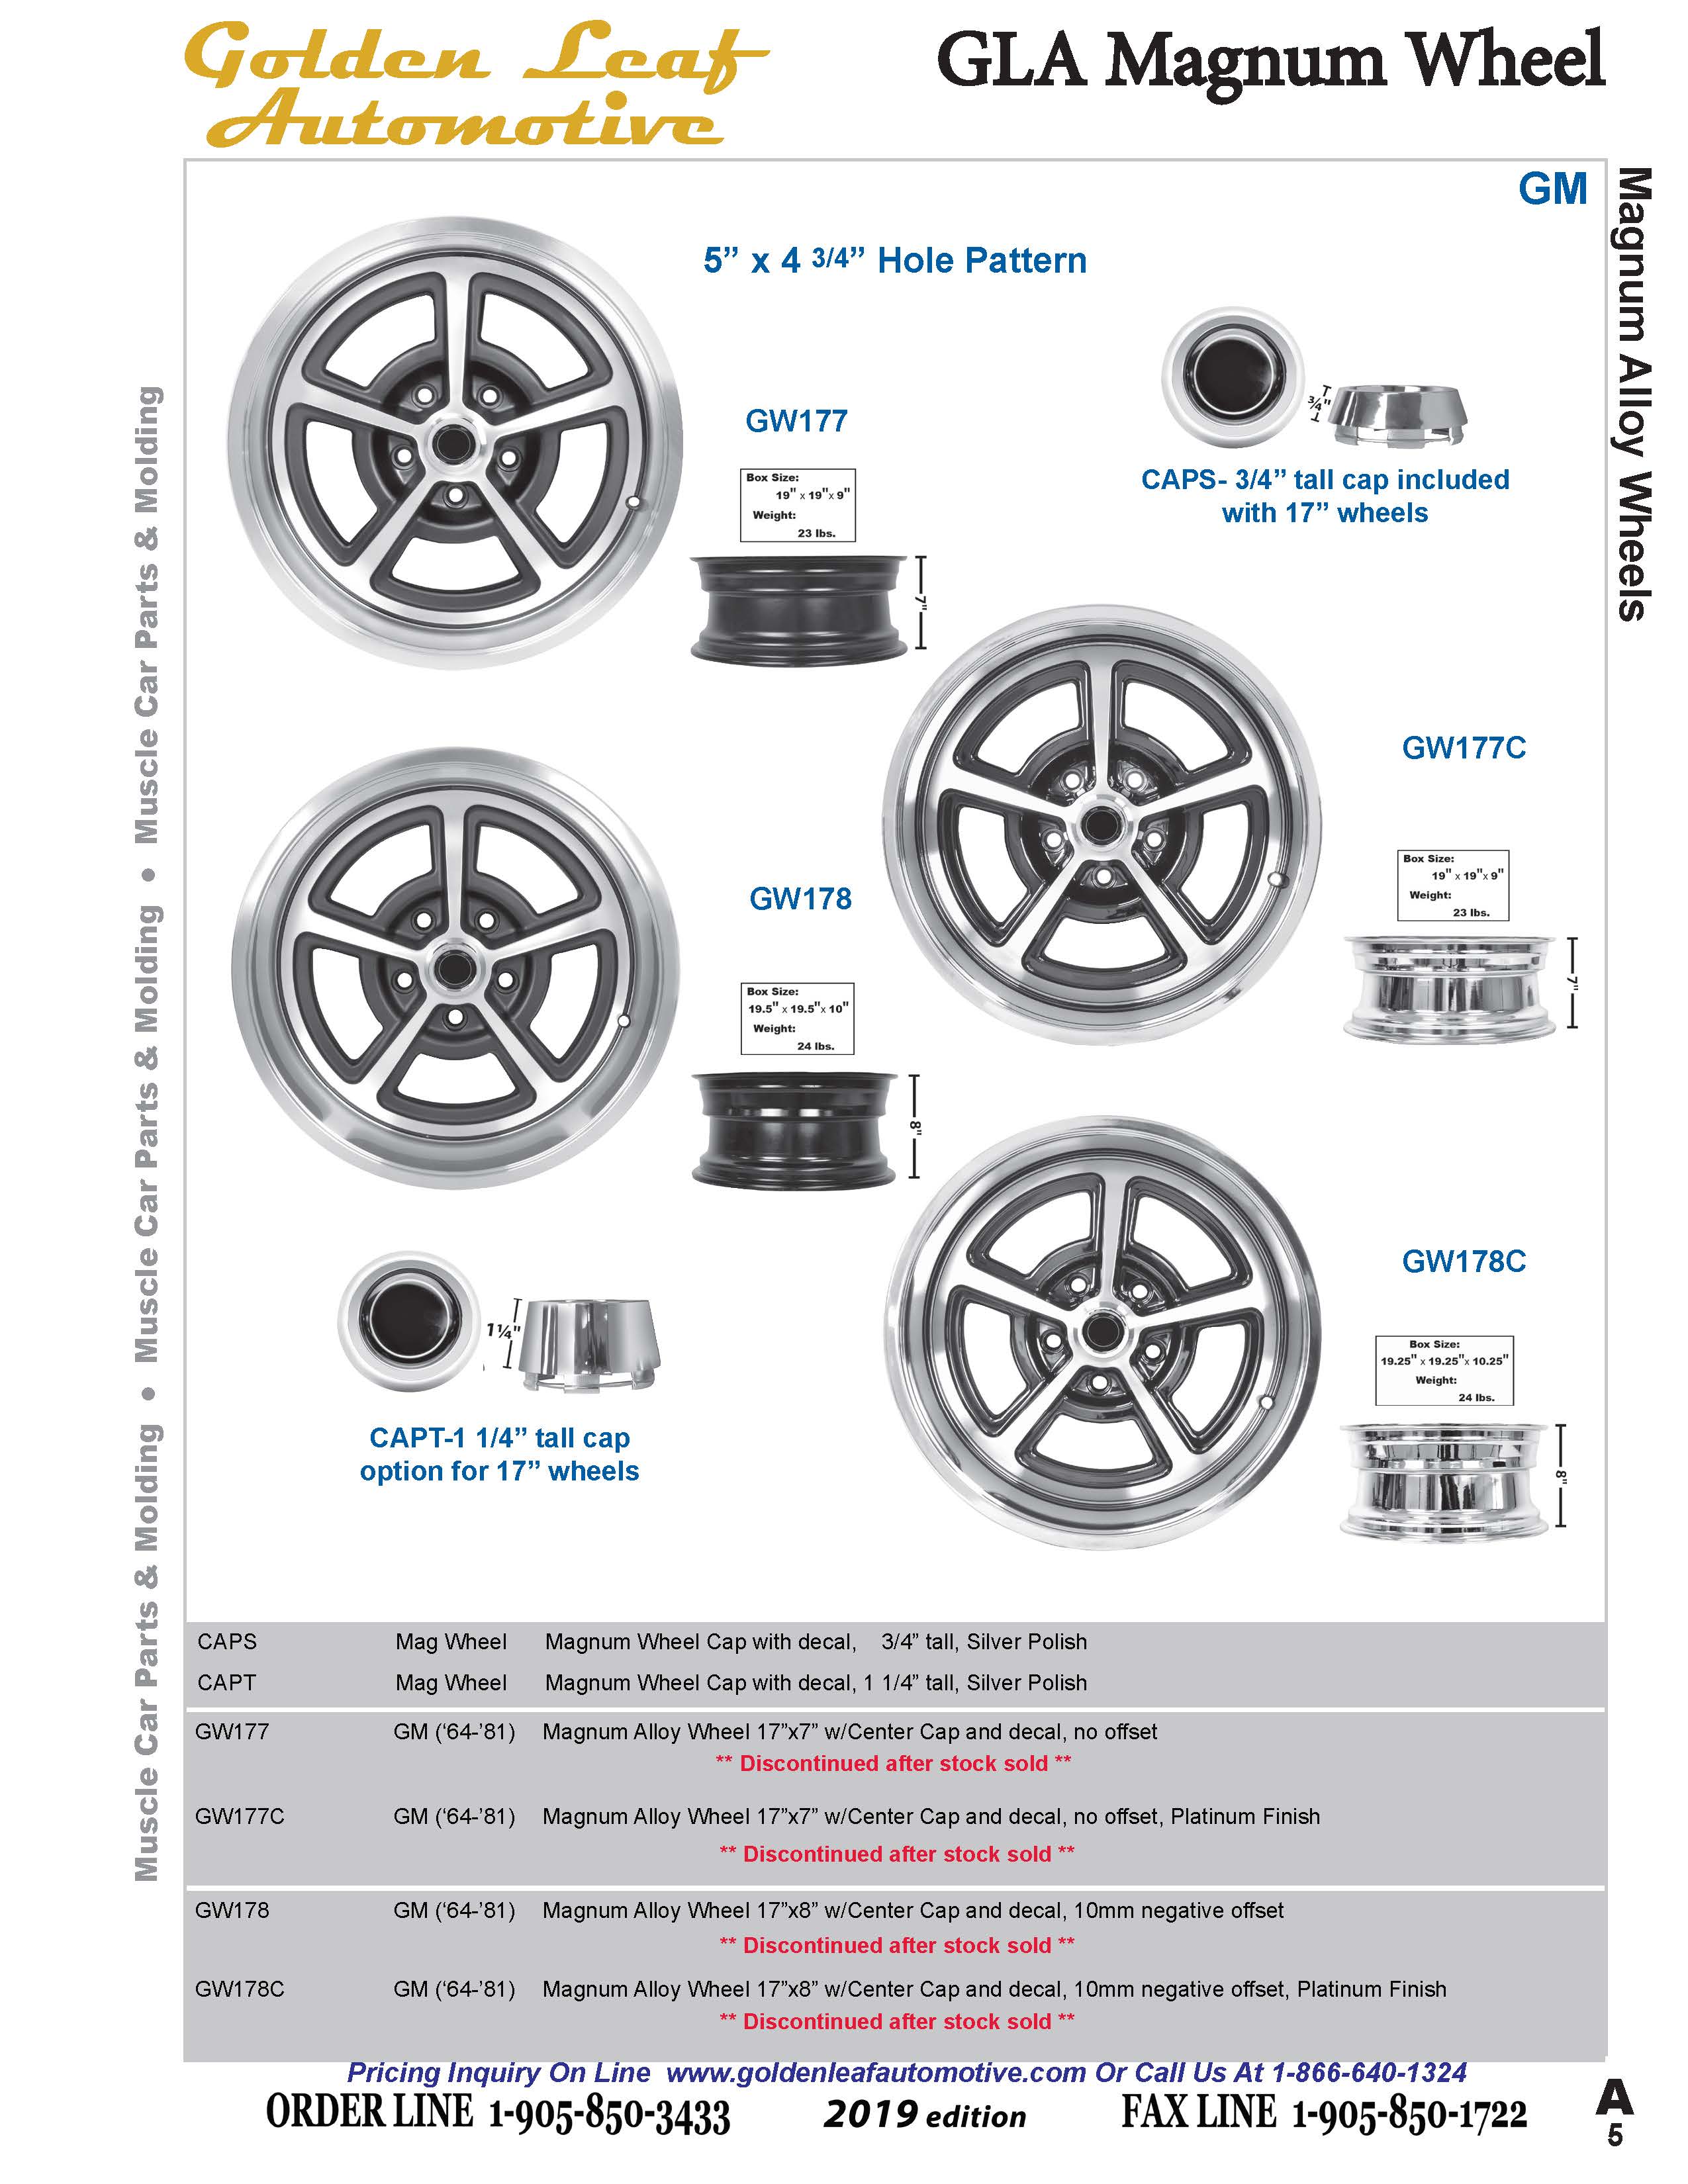 Golden Leaf
Automotive
GLA Magnum Wheel
GM
Magnum Alloy Wheels
Muscle Car Parts & Molding • Muscle Car Parts & Molding • Muscle Car Parts & Molding
5” x 4 3/4” Hole Pattern
GW177
Box Size:
19" x 19"x 9"
Weight:
23 lbs.
7"
3/4"
CAPS- 3/4” tall cap included
with 17” wheels
GW177C
Box Size:
19" x 19"x 9"
Weight:
23 lbs.
7"
GW178
Box Size:
19.5" x 19.5"x 10"
Weight:
24 lbs.
8"
GW178C
Box Size:
19.25" x 19.25"x 10.25"
Weight:
24 lbs.
8"
1¼"
CAPT-1 1/4” tall cap
option for 17” wheels
CAPS Mag Wheel Magnum Wheel Cap with decal, 3/4” tall, Silver Polish
CAPT Mag Wheel Magnum Wheel Cap with decal, 1 1/4” tall, Silver Polish
GW177 GM (‘64-’81) Magnum Alloy Wheel 17”x7” w/Center Cap and decal, no offset
** Discontinued after stock sold **
GW177C GM (‘64-’81) Magnum Alloy Wheel 17”x7” w/Center Cap and decal, no offset, Platinum Finish
** Discontinued after stock sold **
GW178 GM (‘64-’81) Magnum Alloy Wheel 17”x8” w/Center Cap and decal, 10mm negative offset
** Discontinued after stock sold **
GW178C GM (‘64-’81) Magnum Alloy Wheel 17”x8” w/Center Cap and decal, 10mm negative offset, Platinum Finish
** Discontinued after stock sold **
Pricing Inquiry On Line www.goldenleafautomotive.com Or Call Us At 1-866-640-1324
ORDER LINE 1-905-850-3433 2019 edition FAX LINE 1-905-850-1722
A
5